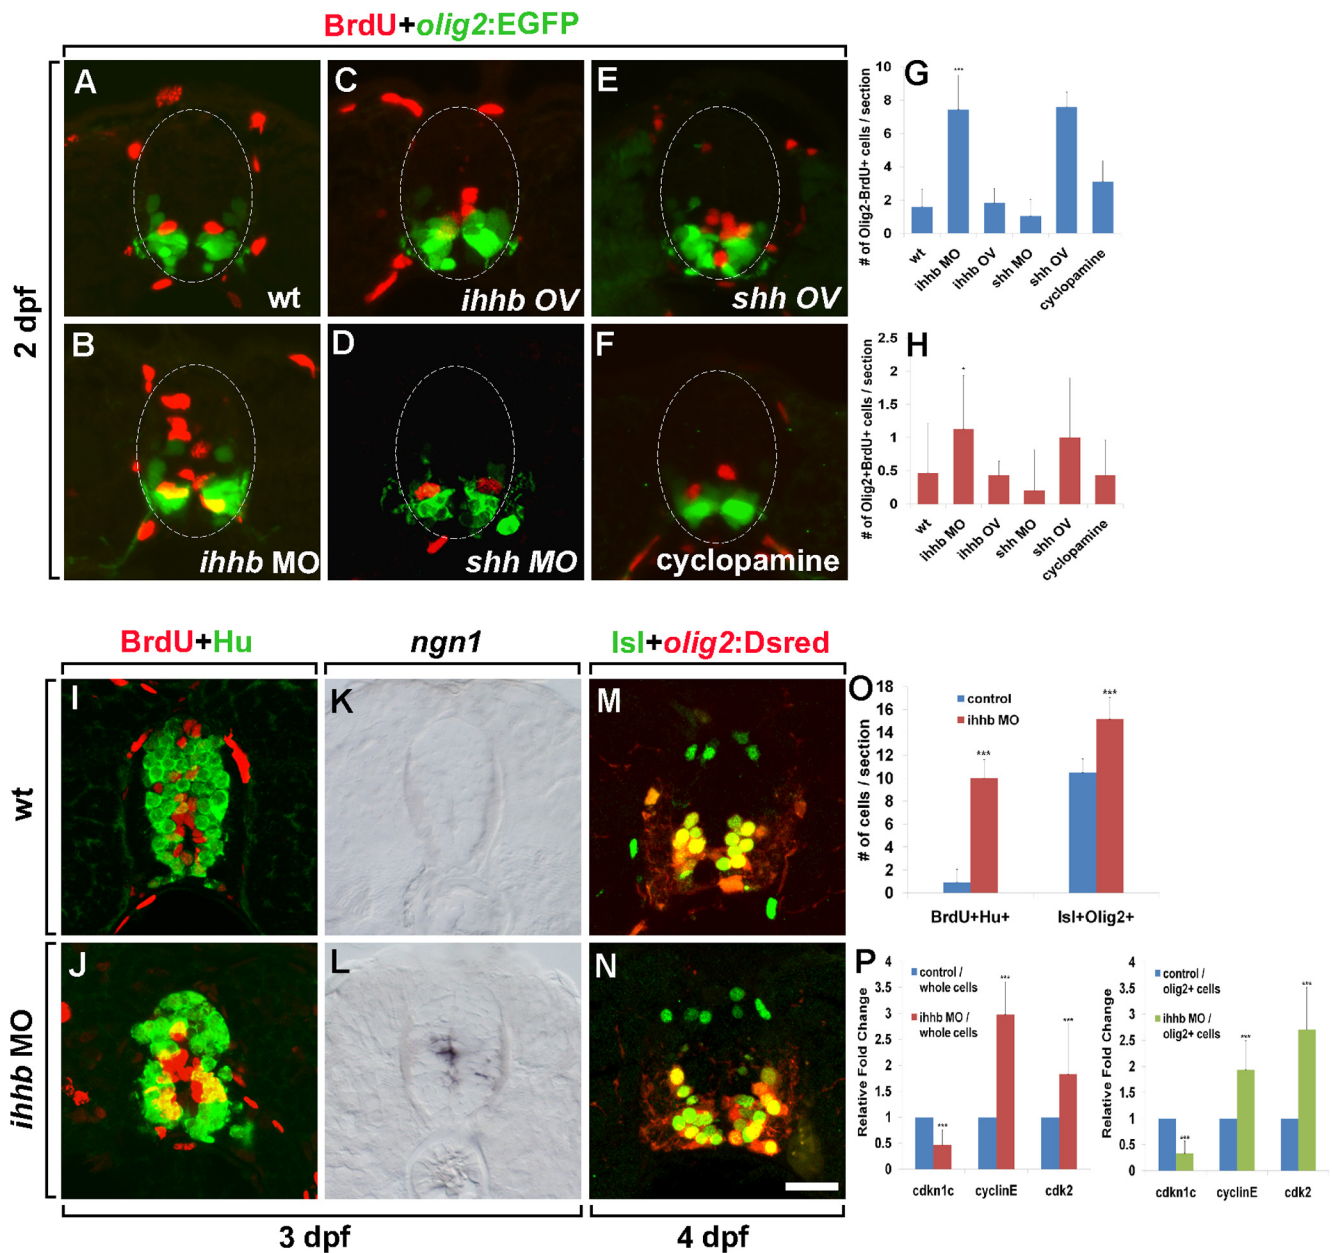 BrdU+olig2:EGFP
2 dpf
A
wt
C
ihhb OV
E
shh OV
B
ihhb MO
D
shh MO
F
cyclopamine
G
# of Olig2-BrdU+ cells / section
10
8
6
4
2
0
***
wt
ihhb MO
ihhb OV
shh MO
shh OV
cyclopamine
H
# of Olig2+BrdU+ cells / section
2.5
2
1.5
1
0.5
0
*
wt
ihhb MO
ihhb OV
shh MO
shh OV
cyclopamine
BrdU+Hu
ngn1
Isl+olig2:Dsred
wt
I
K
M
ihhb MO
J
L
N
3 dpf
4 dpf
O
# of cells / section
18
16
14
12
10
8
6
4
2
0
control
ihhb MO
***
***
BrdU+Hu+
Isl+Olig2+
P
Relative Fold Change
4
3.5
3
2.5
2
1.5
1
0.5
0
control /
whole cells
ihhb MO /
whole cells
***
***
***
cdkn1c
cyclinE
cdk2
Relative Fold Change
4
3.5
3
2.5
2
1.5
1
0.5
0
control /
olig2+ cells
ihhb MO /
olig2+ cells
***
***
***
cdkn1c
cyclinE
cdk2